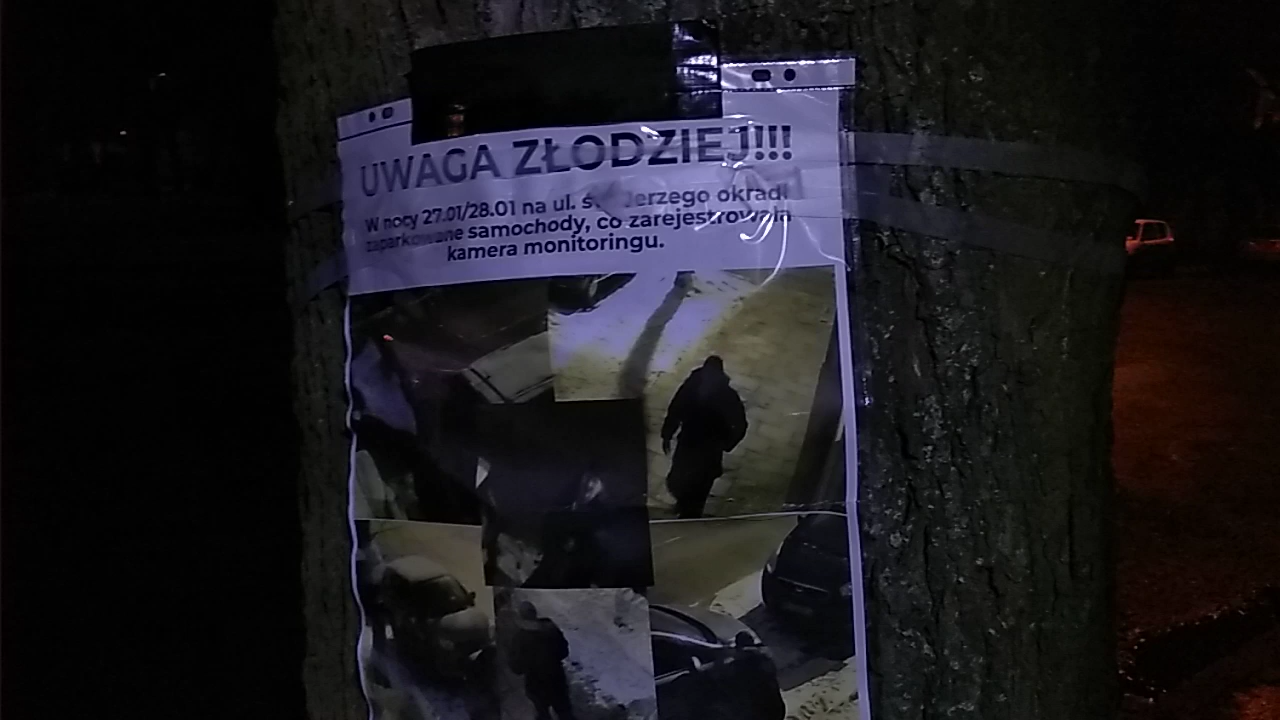 UWAGA ZŁODZIEJ!!!
W nocy 27.01/28.01 na ul. św. Jerzego okradł
zaparkowane samochody, co zarejestrowała
kamera monitoringu.